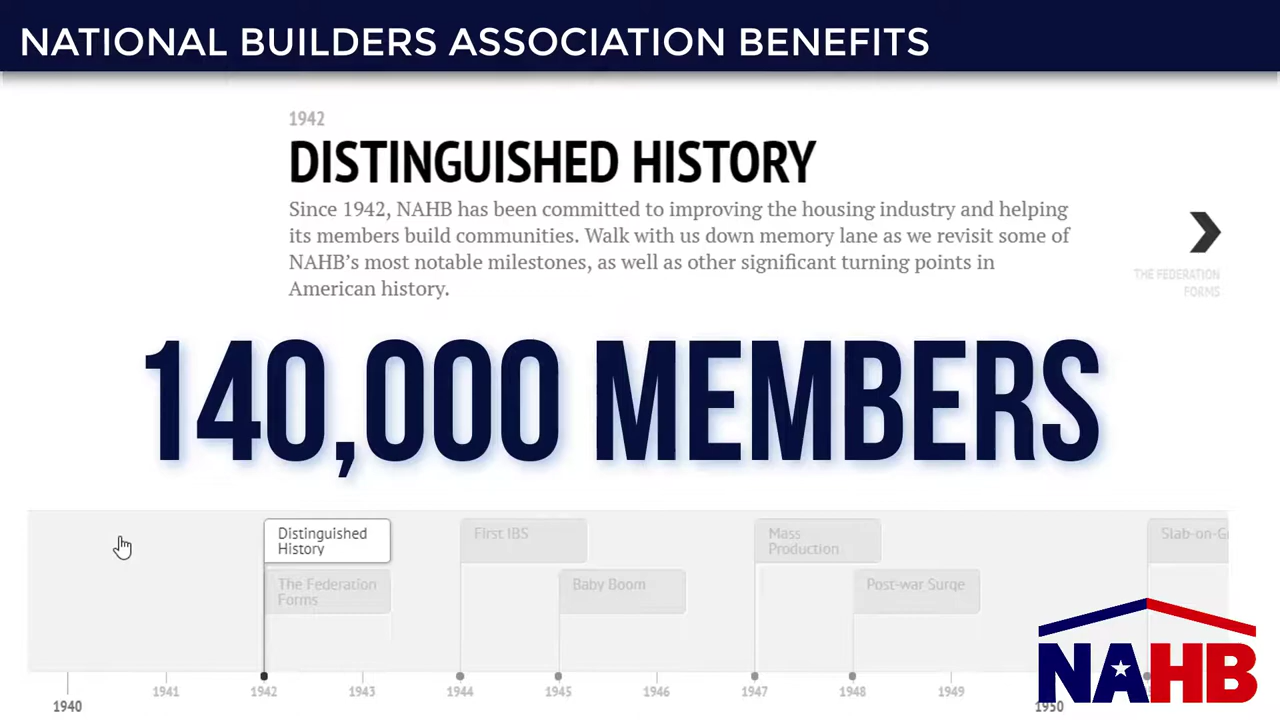 NATIONAL BUILDERS ASSOCIATION BENEFITS
1942
DISTINGUISHED HISTORY
Since 1942, NAHB has been committed to improving the housing industry and helping
its members build communities. Walk with us down memory lane as we revisit some of
NAHB's most notable milestones, as well as other significant turning points in
American history.
THE FEDERATION
FORMS
140,000 MEMBERS
Distinguished
History
The Federation
Forms
First IBS
Baby Boom
Mass
Production
Post-war Surge
Slab-on-G
1940
1941
1942
1943
1944
1945
1946
1947
1948
1949
1950
NAHB